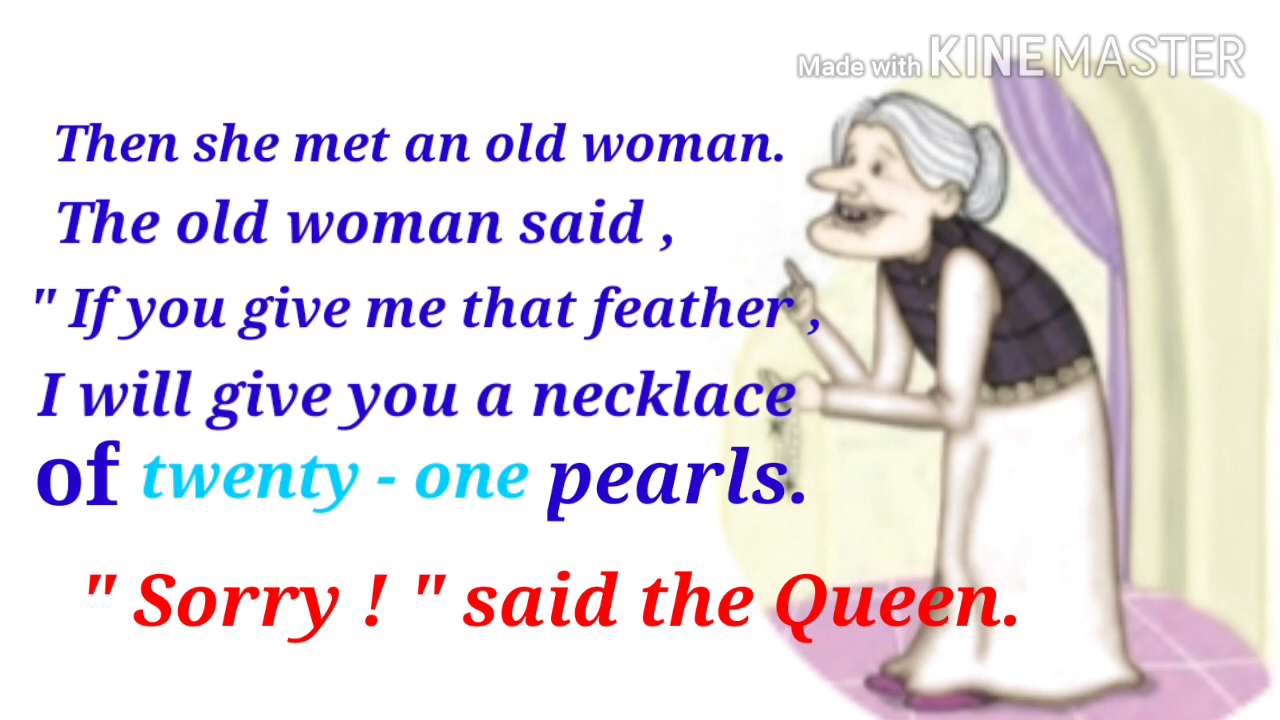 Made with KINEMASTER
Then she met an old woman.
The old woman said ,
" If you give me that feather ,
I will give you a necklace
of twenty - one pearls.
" Sorry ! " said the Queen.